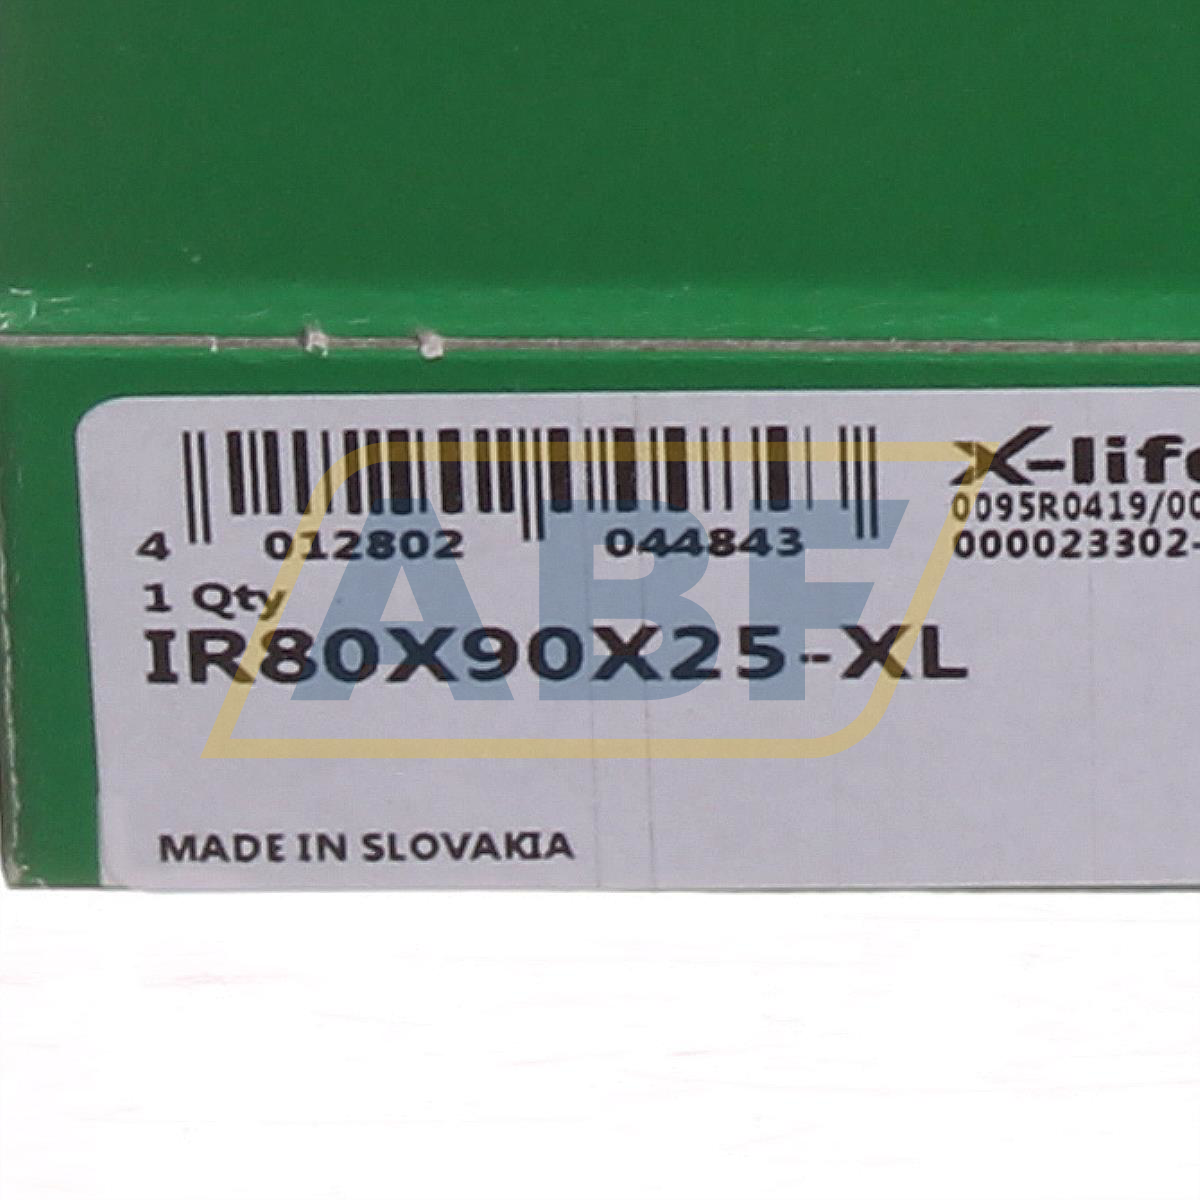 X-life
4 012802 044843
0095R0419/00
000023302-
1 Qty
IR80X90X25-XL
ABF
MADE IN SLOVAKIA